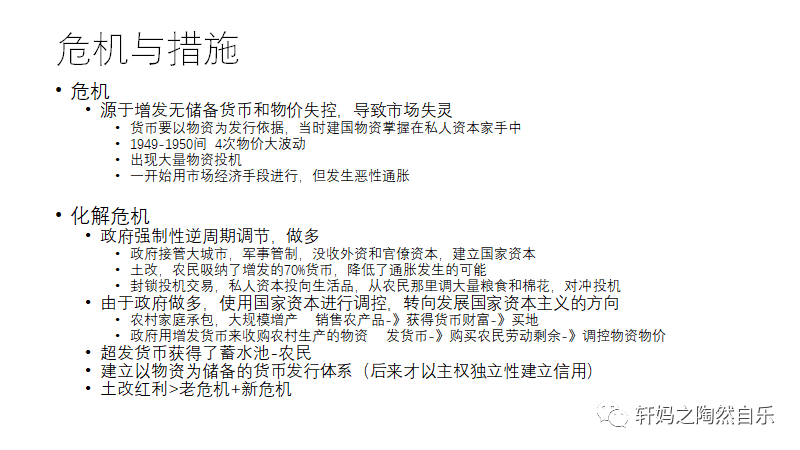 危机与措施
• 危机
• 源于增发无储备货币和物价失控，导致市场失灵
• 货币要以物资为发行依据，当时建国物资掌握在私人资本家手中
• 1949-1950间 4次物价大波动
• 出现大量物资投机
• 一开始用市场经济手段进行，但发生恶性通胀
• 化解危机
• 政府强制性逆周期调节，做多
• 政府接管大城市，军事管制，没收外资和官僚资本，建立国家资本
• 土改，农民吸纳了增发的70%货币，降低了通胀发生的可能
• 封锁投机交易，私人资本投向生活品，从农民那里调大量粮食和棉花，对冲投机
• 由于政府做多，使用国家资本进行调控，转向发展国家资本主义的方向
• 农村家庭承包，大规模增产 销售农产品-》获得货币财富-》买地
• 政府用增发货币来收购农村生产的物资 发货币-》购买农民劳动剩余-》调控物资物价
• 超发货币获得了蓄水池-农民
• 建立以物资为储备的货币发行体系（后来才以主权独立性建立信用）
• 土改红利>老危机+新危机
轩妈之陶然自乐